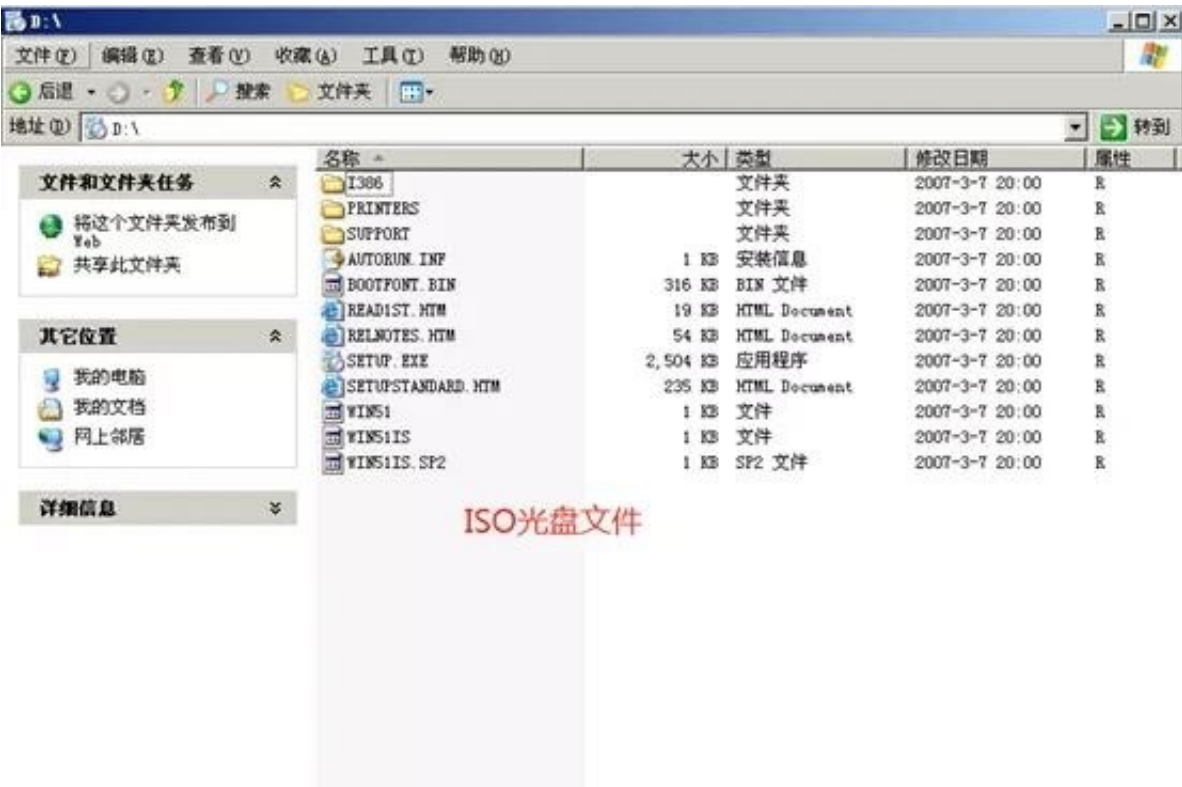 D:\
文件(F) 编辑(E) 查看(V) 收藏(A) 工具(T) 帮助(H)
后退 搜索 文件夹
地址(D) D:\ 转到
文件和文件夹任务
将这个文件夹发布到
Web
共享此文件夹
其它位置
我的电脑
我的文档
网上邻居
详细信息
名称 大小 类型 修改日期 属性
I386 文件夹 2007-3-7 20:00 R
PRINTERS 文件夹 2007-3-7 20:00 R
SUPPORT 文件夹 2007-3-7 20:00 R
AUTORUN.INF 1 KB 安装信息 2007-3-7 20:00 R
BOOTFONT.BIN 316 KB BIN 文件 2007-3-7 20:00 R
READ1ST.HTM 19 KB HTML Document 2007-3-7 20:00 R
RELNOTES.HTM 54 KB HTML Document 2007-3-7 20:00 R
SETUP.EXE 2,504 KB 应用程序 2007-3-7 20:00 R
SETUPSTANDARD.HTM 235 KB HTML Document 2007-3-7 20:00 R
WIN51 1 KB 文件 2007-3-7 20:00 R
WIN51IS 1 KB 文件 2007-3-7 20:00 R
WIN51IS.SP2 1 KB SP2 文件 2007-3-7 20:00 R
ISO光盘文件